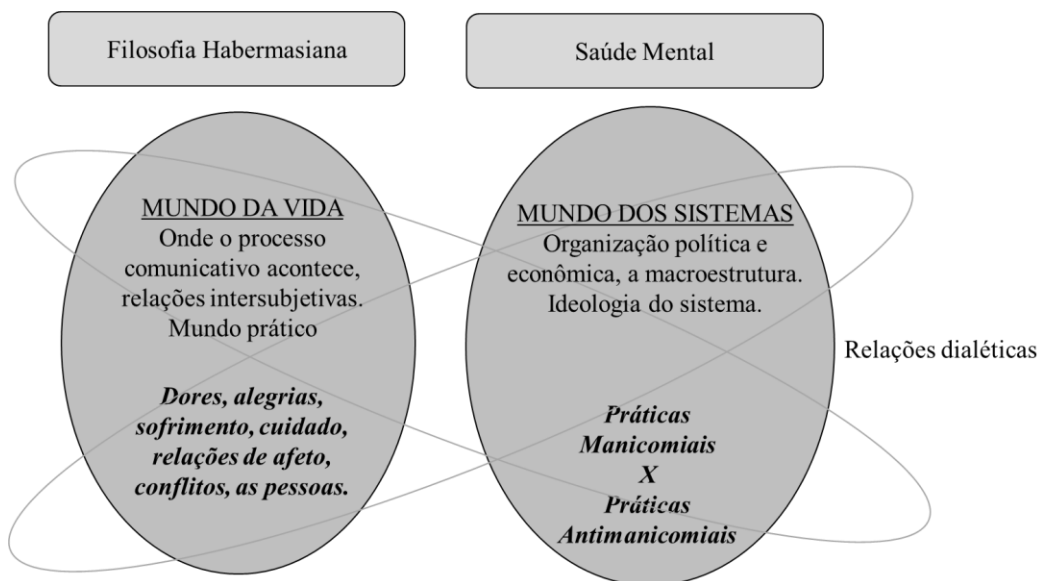 Filosofia Habermasiana
Saúde Mental
MUNDO DA VIDA
Onde o processo
comunicativo acontece,
relações intersubjetivas.
Mundo prático
Dores, alegrias,
sofrimento, cuidado,
relações de afeto,
conflitos, as pessoas.
MUNDO DOS SISTEMAS
Organização política e
econômica, a macroestrutura.
Ideologia do sistema.
Práticas
Manicomiais
X
Práticas
Antimanicomiais
Relações dialéticas